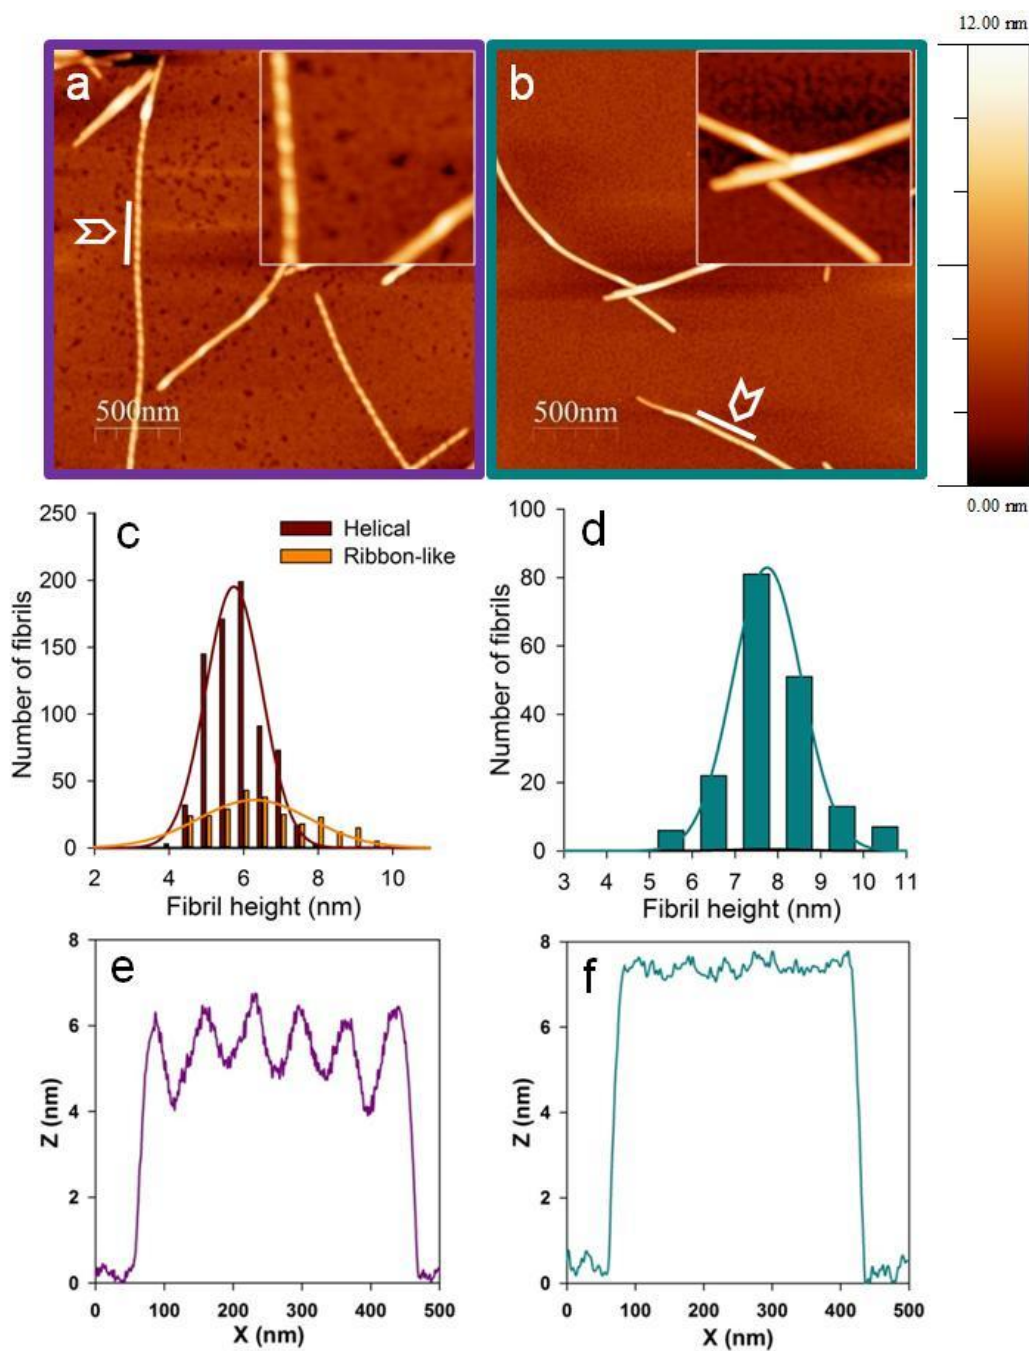 12.00 nm
a
b
500nm
500nm
0.00 nm
c
Helical
Ribbon-like
Number of fibrils
250
200
150
100
50
0
2 4 6 8 10
Fibril height (nm)
d
Number of fibrils
100
80
60
40
20
0
3 4 5 6 7 8 9 10 11
Fibril height (nm)
e
Z (nm)
8
6
4
2
0
0 100 200 300 400 500
X (nm)
f
Z (nm)
8
6
4
2
0
0 100 200 300 400 500
X (nm)